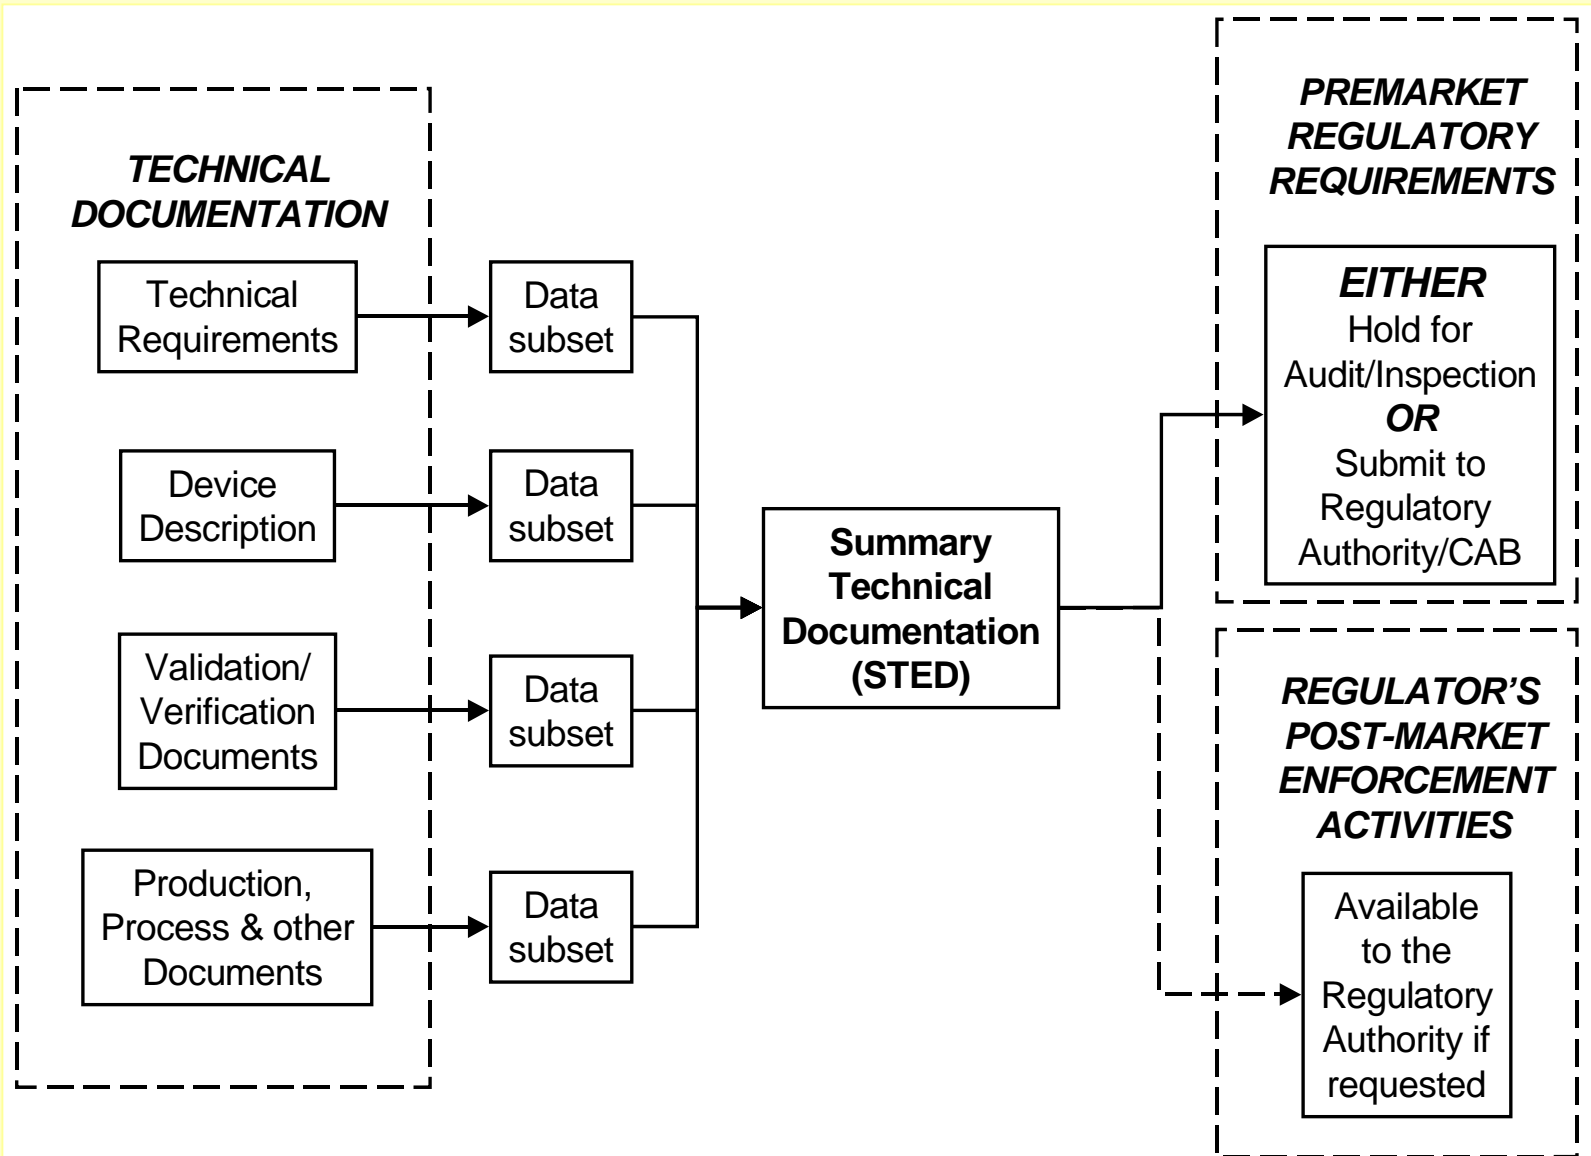 TECHNICAL
DOCUMENTATION
Technical
Requirements
Data
subset
Device
Description
Data
subset
Validation/
Verification
Documents
Data
subset
Production,
Process & other
Documents
Data
subset
Summary
Technical
Documentation
(STED)
PREMARKET
REGULATORY
REQUIREMENTS
EITHER
Hold for
Audit/Inspection
OR
Submit to
Regulatory
Authority/CAB
REGULATOR’S
POST-MARKET
ENFORCEMENT
ACTIVITIES
Available
to the
Regulatory
Authority if
requested